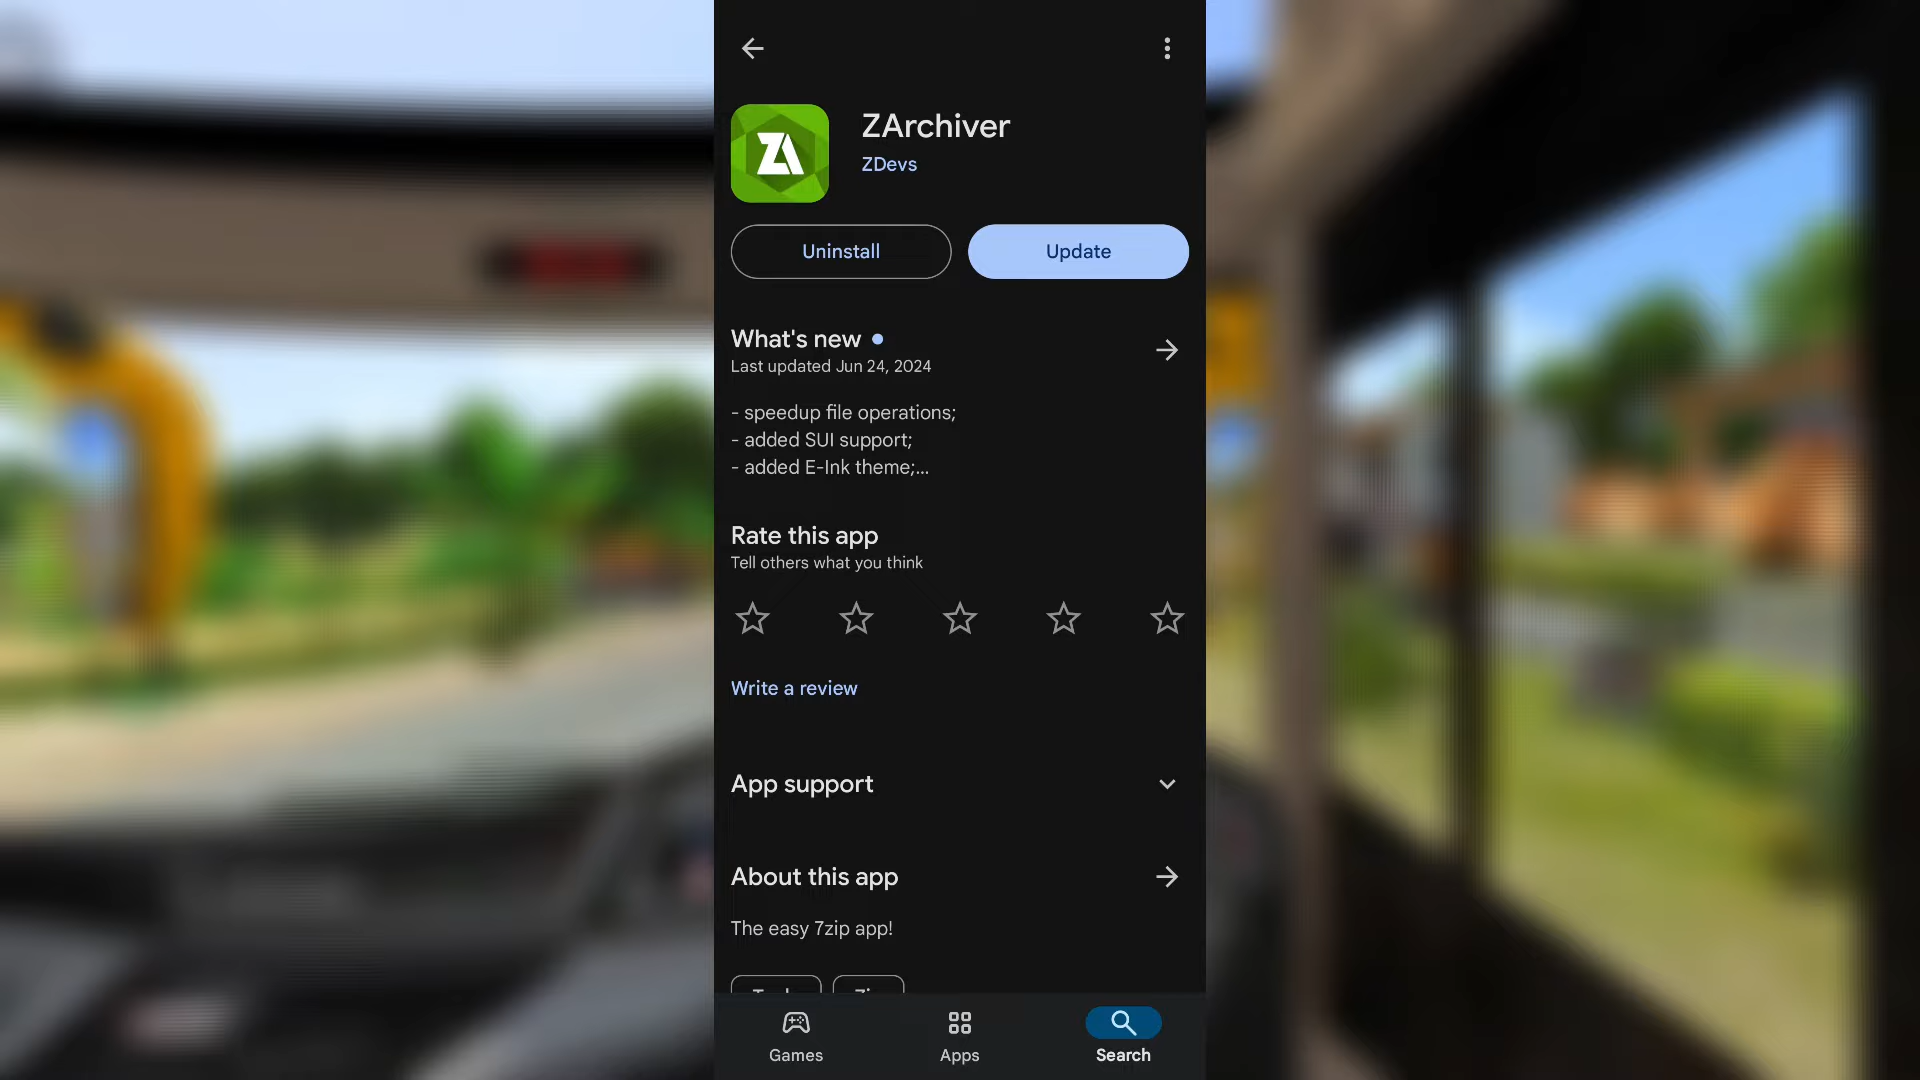 ZArchiver
ZDevs
ZA
Uninstall
Update
What's new
Last updated Jun 24, 2024
- speedup file operations;
- added SUI support;
- added E-Ink theme;...
Rate this app
Tell others what you think
Write a review
App support
About this app
The easy 7zip app!
Games
Apps
Search